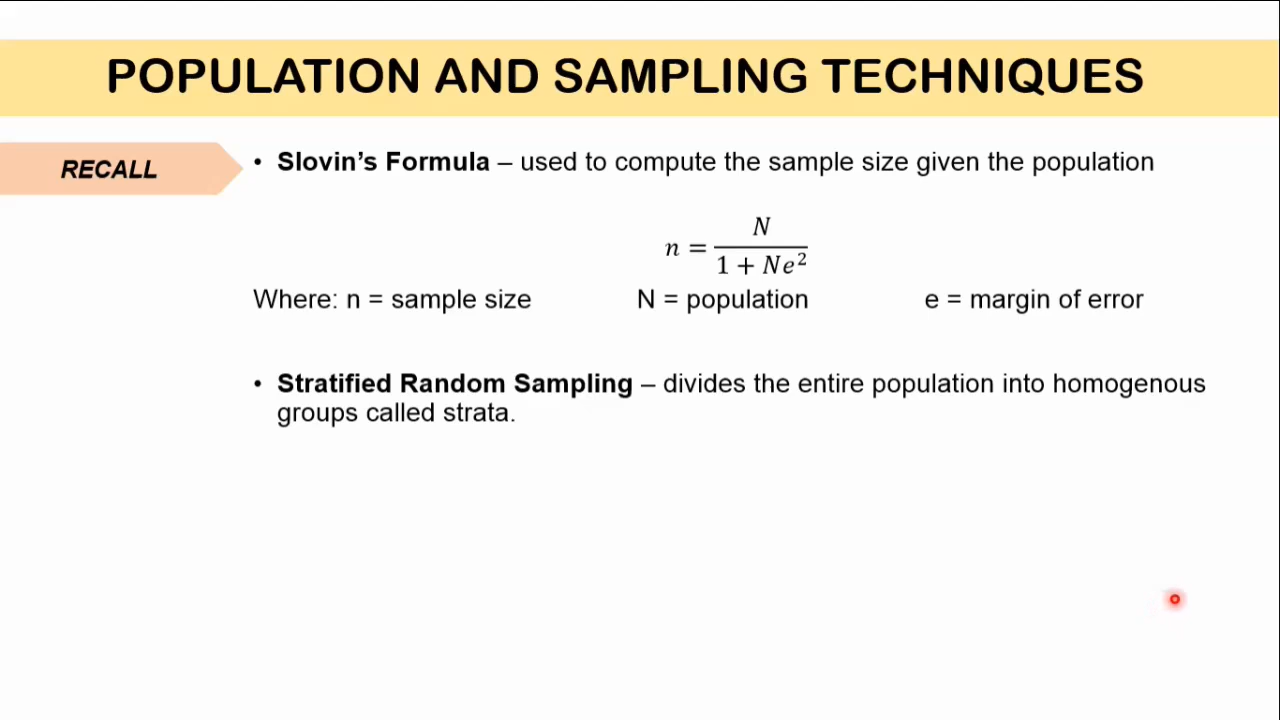 POPULATION AND SAMPLING TECHNIQUES
RECALL
• Slovin’s Formula – used to compute the sample size given the population
n = N / (1 + Ne²)
Where: n = sample size N = population e = margin of error
• Stratified Random Sampling – divides the entire population into homogenous
groups called strata.